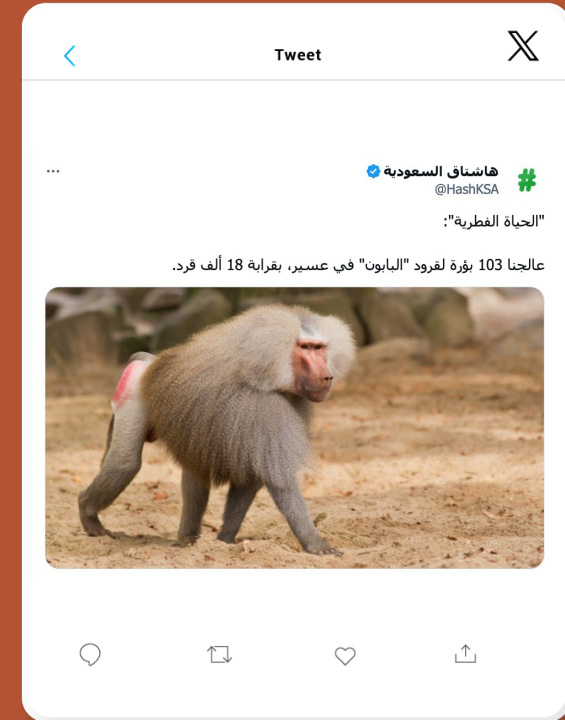 Tweet
هاشتاق السعودية
@HashKSA
"الحياة الفطرية":
عالجنا 103 بؤرة لقرود "البابون" في عسير، بقرابة 18 ألف قرد.